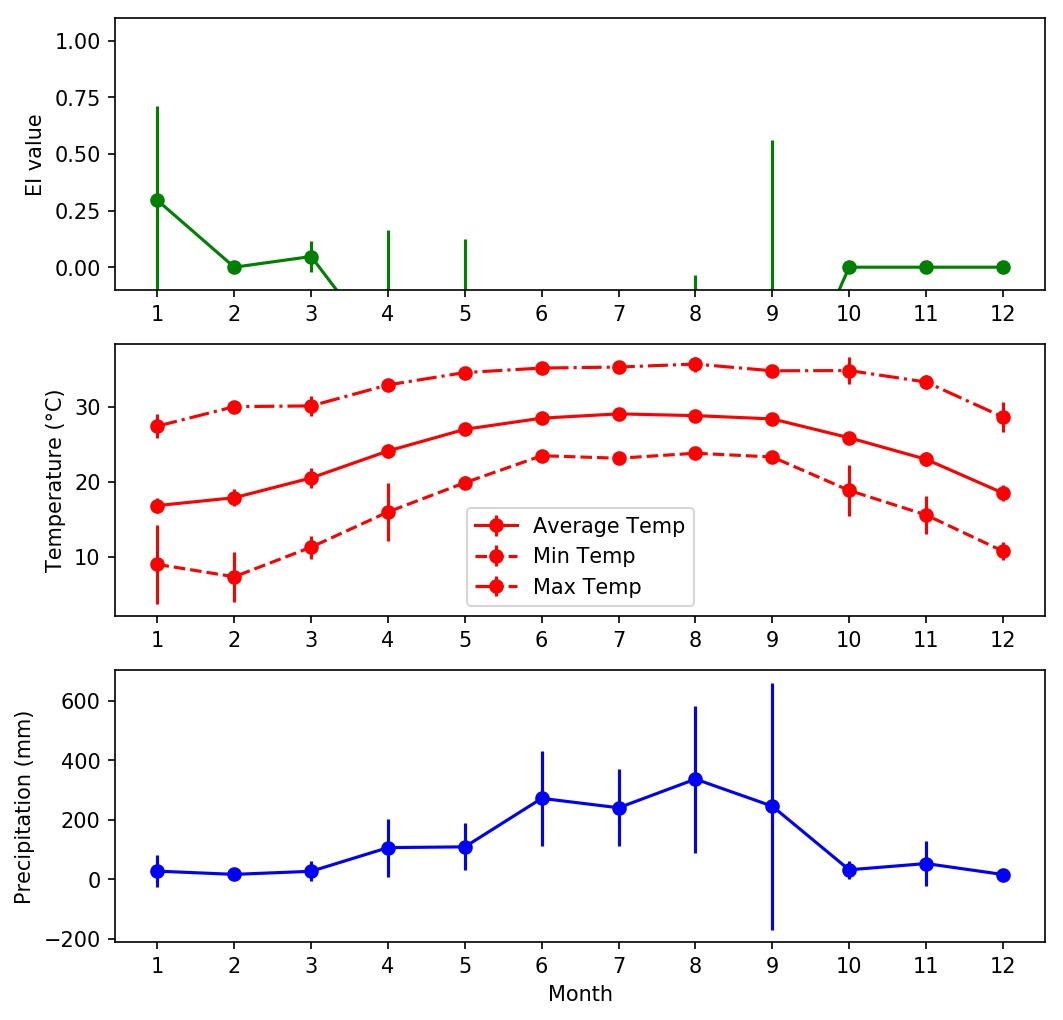 EI value
1.00
0.75
0.50
0.25
0.00
1 2 3 4 5 6 7 8 9 10 11 12
Temperature (°C)
30
20
10
Average Temp
Min Temp
Max Temp
1 2 3 4 5 6 7 8 9 10 11 12
Precipitation (mm)
600
400
200
0
−200
1 2 3 4 5 6 7 8 9 10 11 12
Month